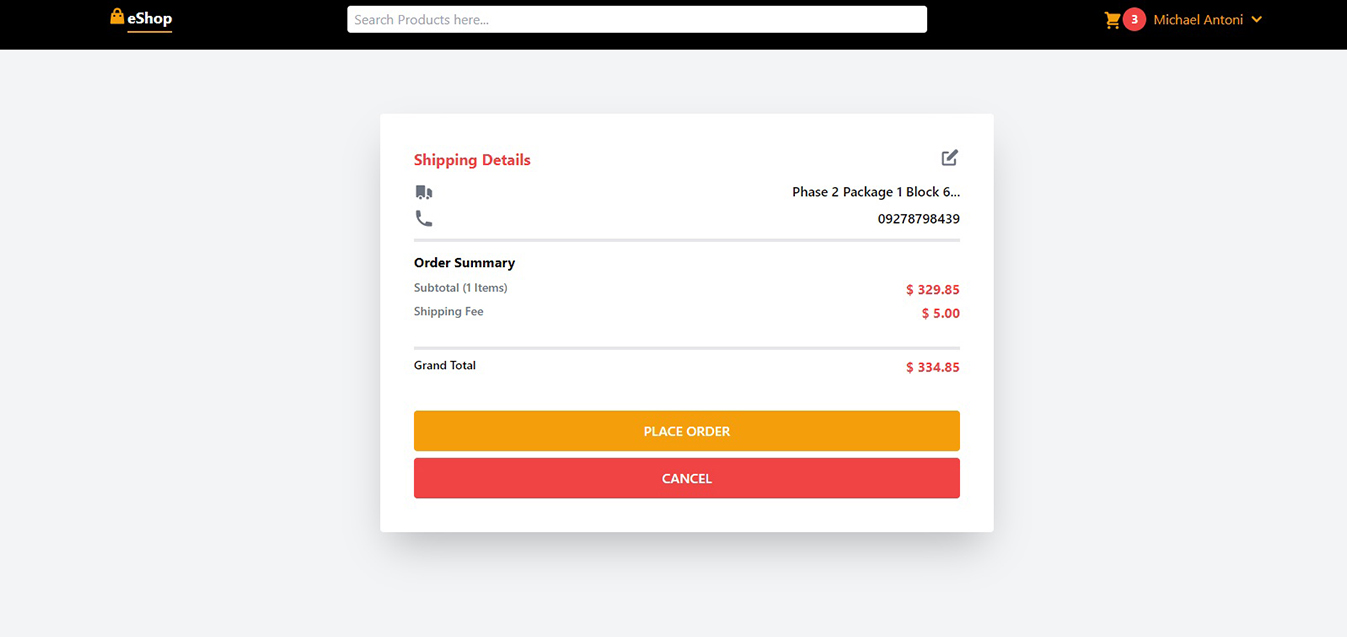 eShop
Search Products here...
3
Michael Antoni
Shipping Details
Phase 2 Package 1 Block 6...
09278798439
Order Summary
Subtotal (1 Items)
$ 329.85
Shipping Fee
$ 5.00
Grand Total
$ 334.85
PLACE ORDER
CANCEL